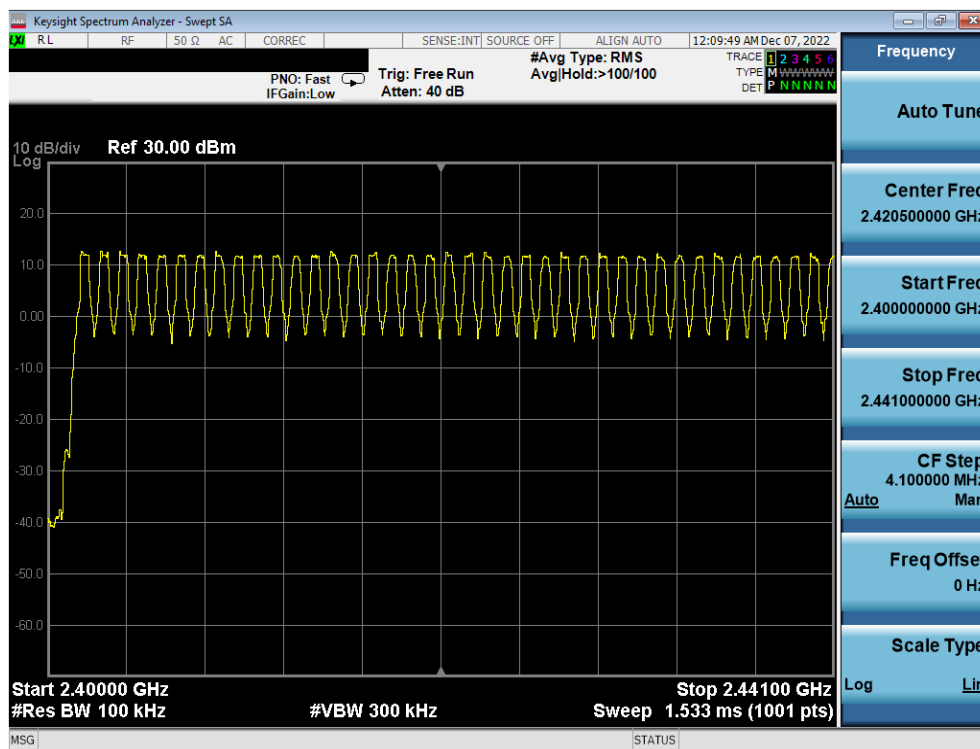 Keysight Spectrum Analyzer - Swept SA
LXI RL RF 50 Ω AC CORREC SENSE:INT SOURCE OFF ALIGN AUTO 12:09:49 AM Dec 07, 2022
PNO: Fast
IFGain:Low
Trig: Free Run
Atten: 40 dB
#Avg Type: RMS
Avg|Hold:>100/100
TRACE 1 2 3 4 5 6
TYPE M WWWWW
DET P N N N N N
10 dB/div Ref 30.00 dBm
Log
20.0
10.0
0.00
-10.0
-20.0
-30.0
-40.0
-50.0
-60.0
Start 2.40000 GHz Stop 2.44100 GHz
#Res BW 100 kHz #VBW 300 kHz Sweep 1.533 ms (1001 pts)
MSG STATUS
Frequency
Auto Tune
Center Freq
2.420500000 GHz
Start Freq
2.400000000 GHz
Stop Freq
2.441000000 GHz
CF Step
4.100000 MHz
Auto Man
Freq Offset
0 Hz
Scale Type
Log Lin